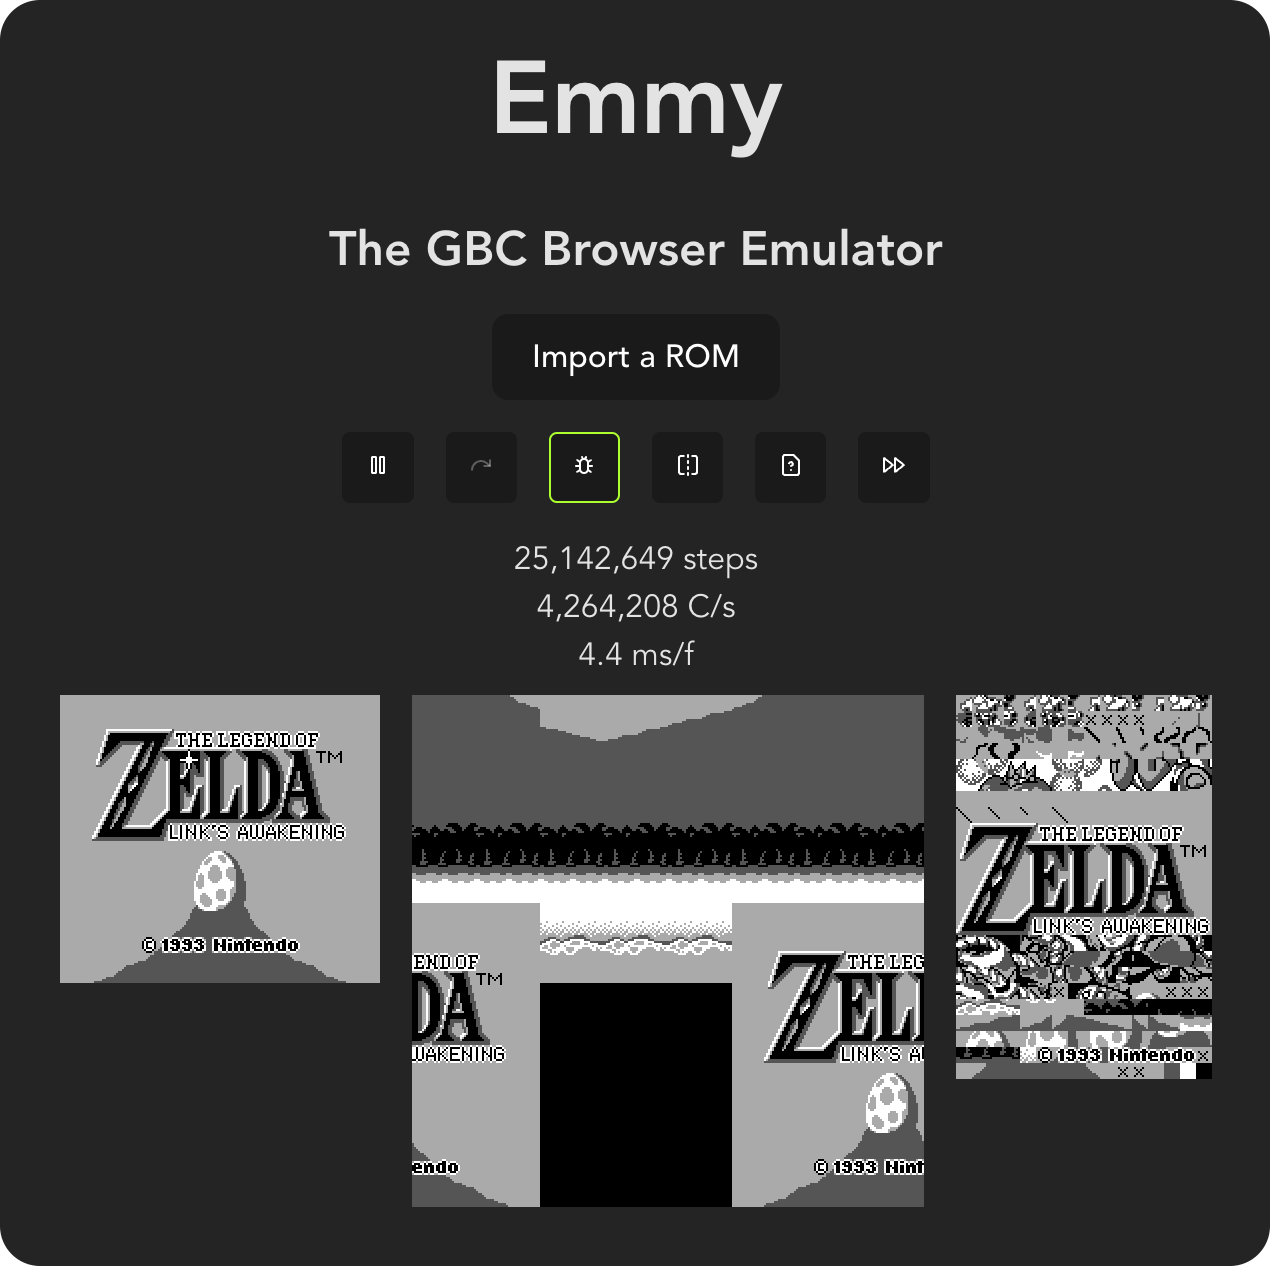 Emmy
The GBC Browser Emulator
Import a ROM
25,142,649 steps
4,264,208 C/s
4.4 ms/f
THE LEGEND OF
ZELDA™
LINK'S AWAKENING
© 1993 Nintendo
END OF
DA™
WAKENING
endo
THE LEG
ZEL
LINK'S A
© 1993 Nint
THE LEGEND OF
ZELDA™
LINK'S AWAKENING
© 1993 Nintendo